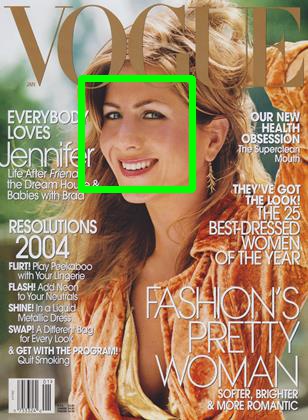 VOGUE
JAN
EVERYBODY
LOVES
Jennifer
Life After Friends,
the Dream House &
Babies with Brad
RESOLUTIONS
2004
FLIRT! Play Peekaboo
with Your Lingerie
FLASH! Add Neon
to Your Neutrals
SHINE! In a Liquid
Metallic Dress
SWAP! A Different Bag
for Every Look
& GET WITH THE PROGRAM!
Quit Smoking
OUR NEW
HEALTH
OBSESSION
The Superclean
Mouth
THEY'VE GOT
THE LOOK!
THE 25
BEST-DRESSED
WOMEN
OF THE YEAR
FASHION'S
PRETTY
WOMAN
SOFTER, BRIGHTER
& MORE ROMANTIC